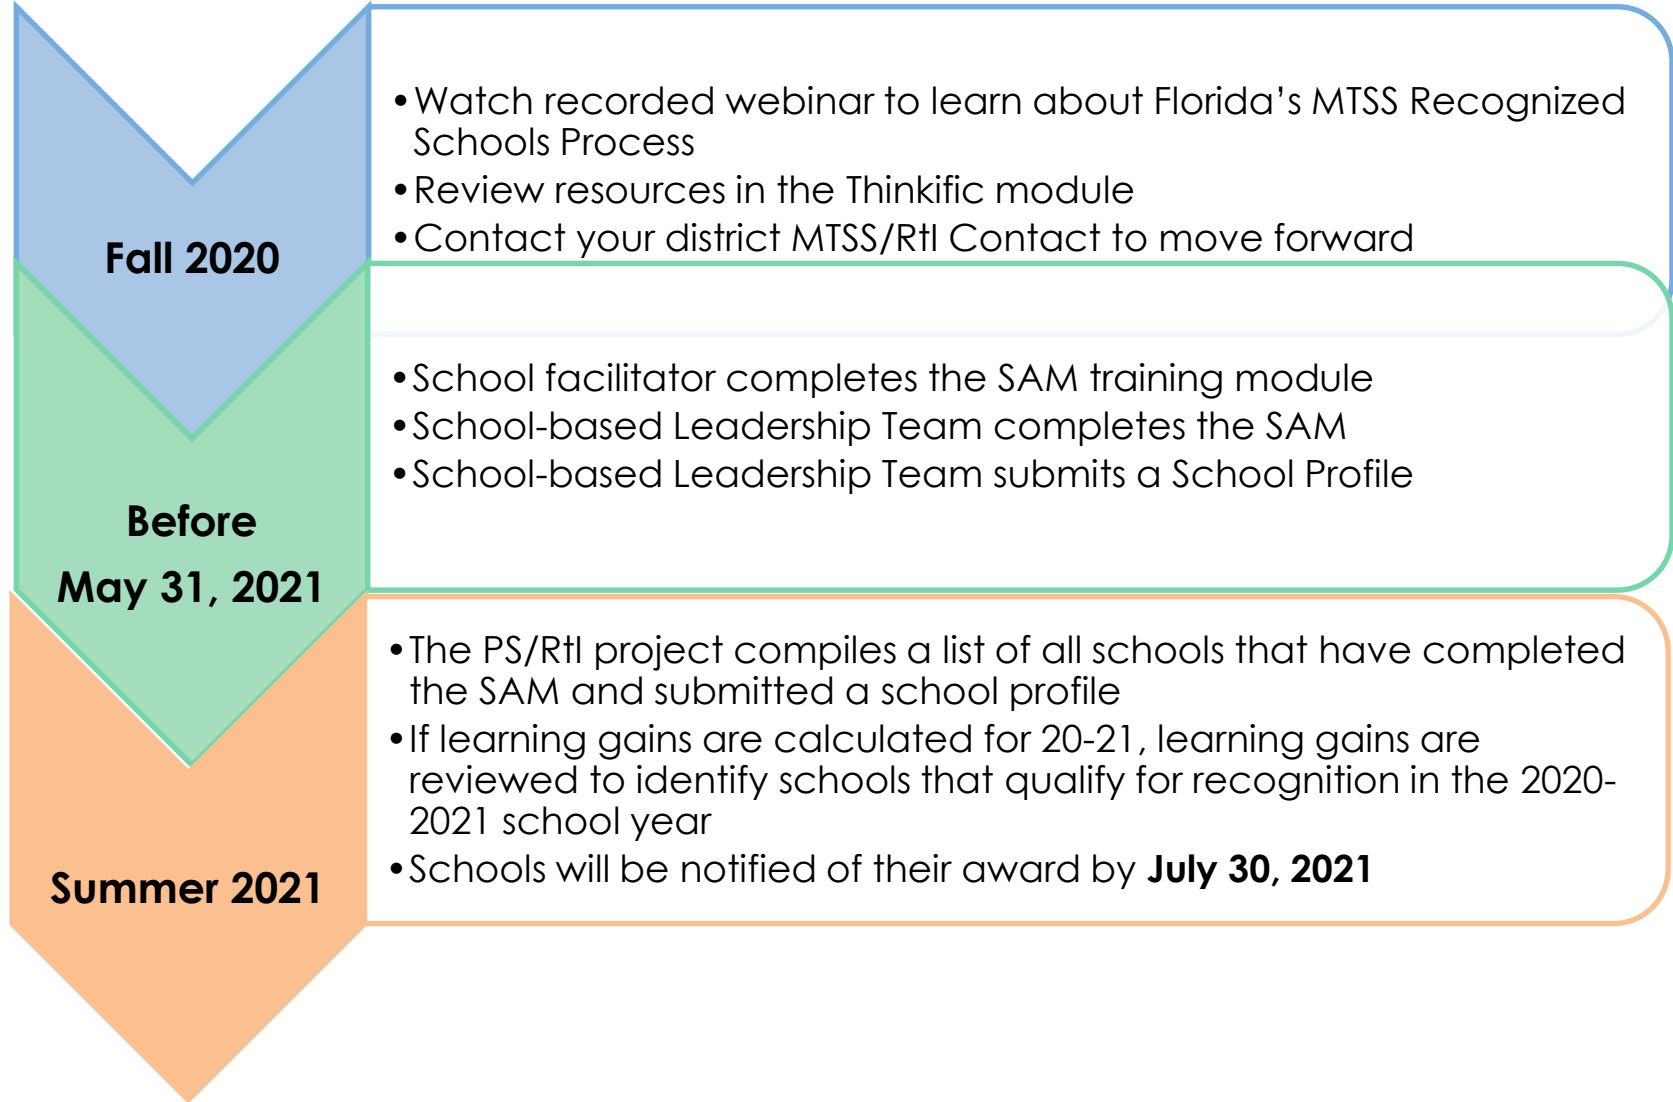 •Watch recorded webinar to learn about Florida’s MTSS Recognized
Schools Process
•Review resources in the Thinkific module
•Contact your district MTSS/RtI Contact to move forward
Fall 2020
•School facilitator completes the SAM training module
•School-based Leadership Team completes the SAM
•School-based Leadership Team submits a School Profile
Before
May 31, 2021
•The PS/RtI project compiles a list of all schools that have completed
the SAM and submitted a school profile
•If learning gains are calculated for 20-21, learning gains are
reviewed to identify schools that qualify for recognition in the 2020-
2021 school year
•Schools will be notified of their award by July 30, 2021
Summer 2021